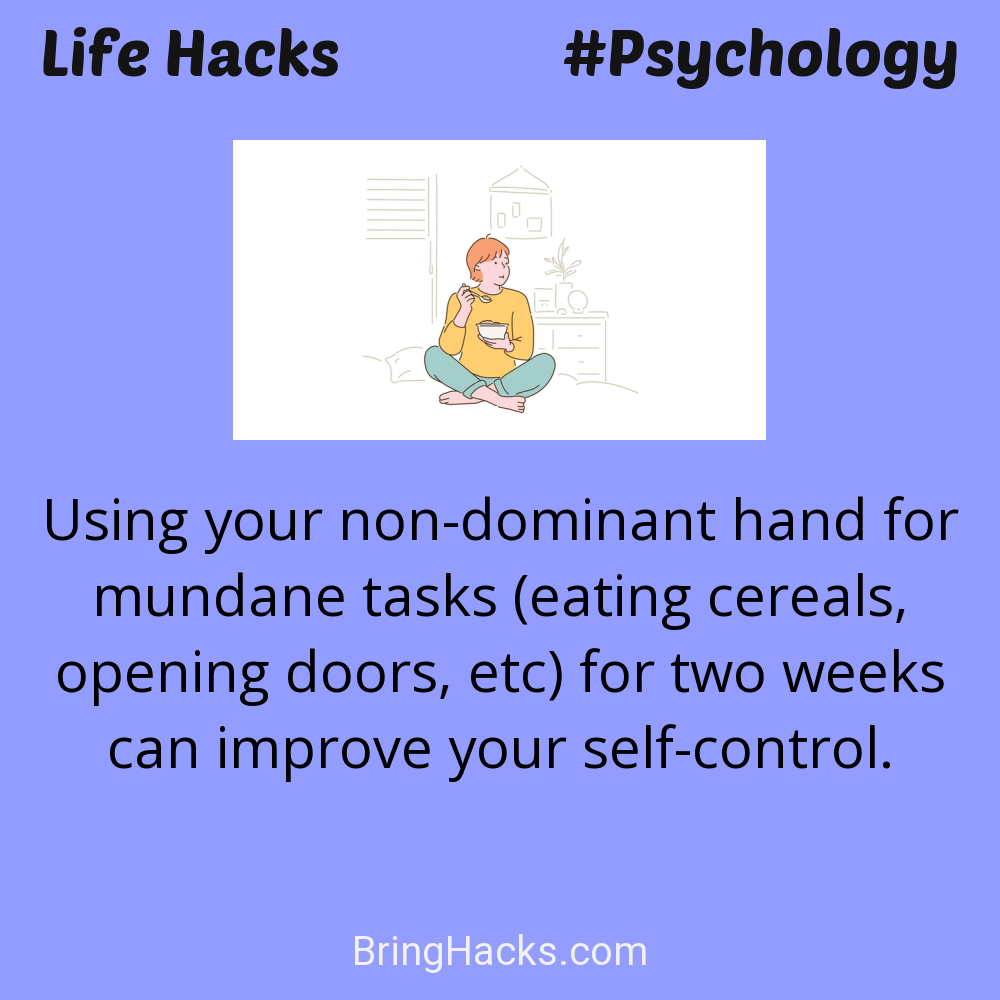 Life Hacks #Psychology
Using your non-dominant hand for
mundane tasks (eating cereals,
opening doors, etc) for two weeks
can improve your self-control.
BringHacks.com